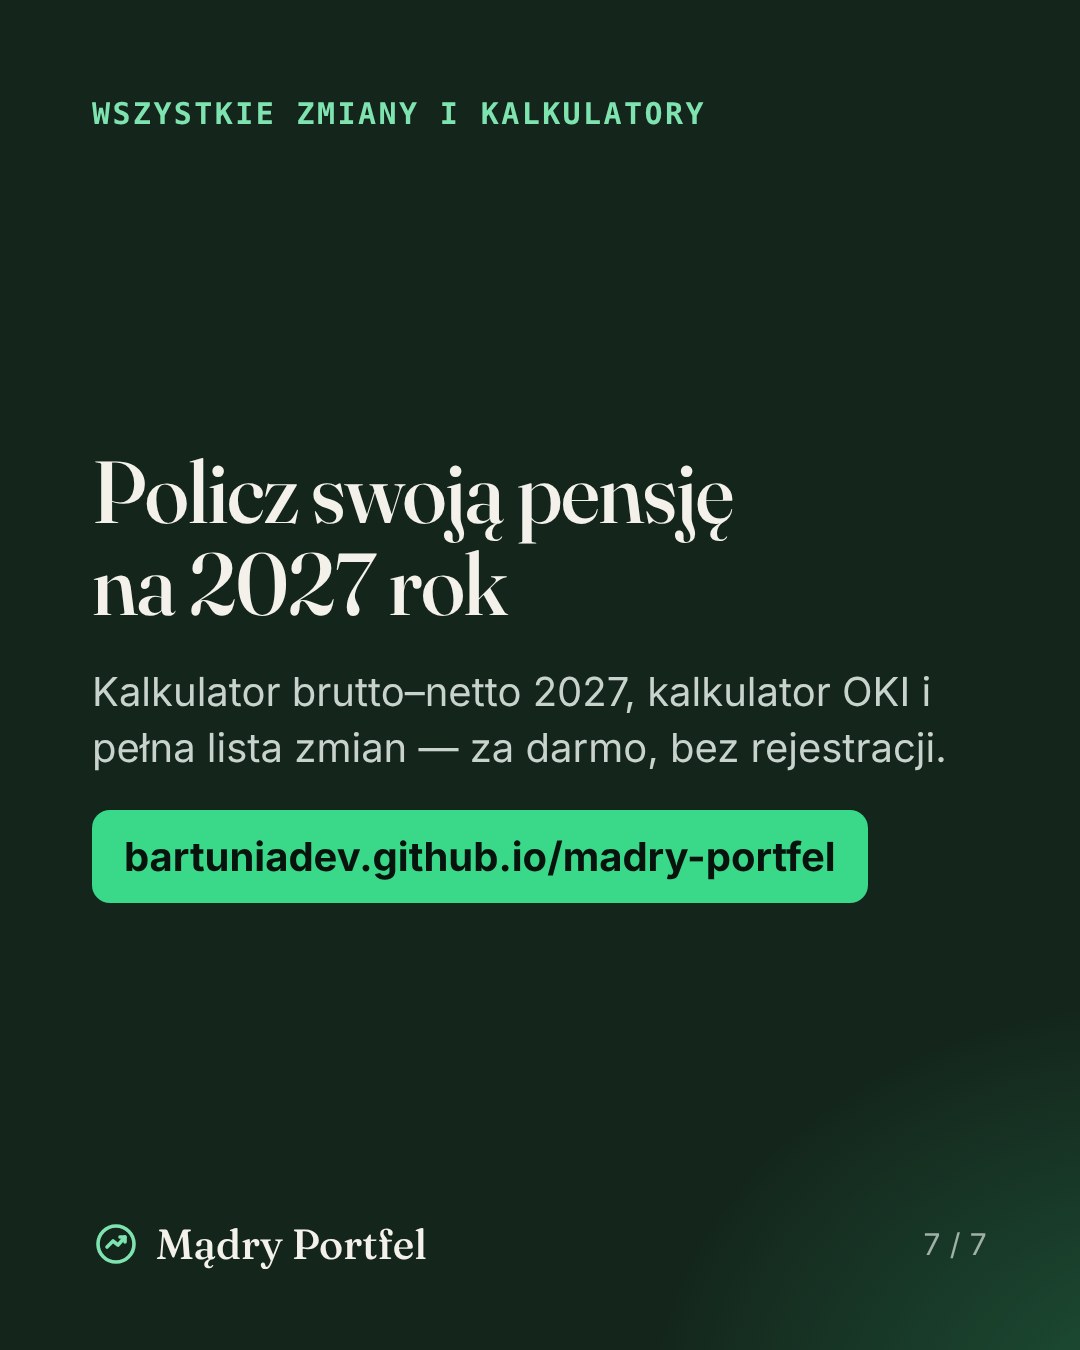 WSZYSTKIE ZMIANY I KALKULATORY
Policz swoją pensję
na 2027 rok
Kalkulator brutto–netto 2027, kalkulator OKI i
pełna lista zmian — za darmo, bez rejestracji.
bartuniadev.github.io/madry-portfel
Mądry Portfel
7 / 7